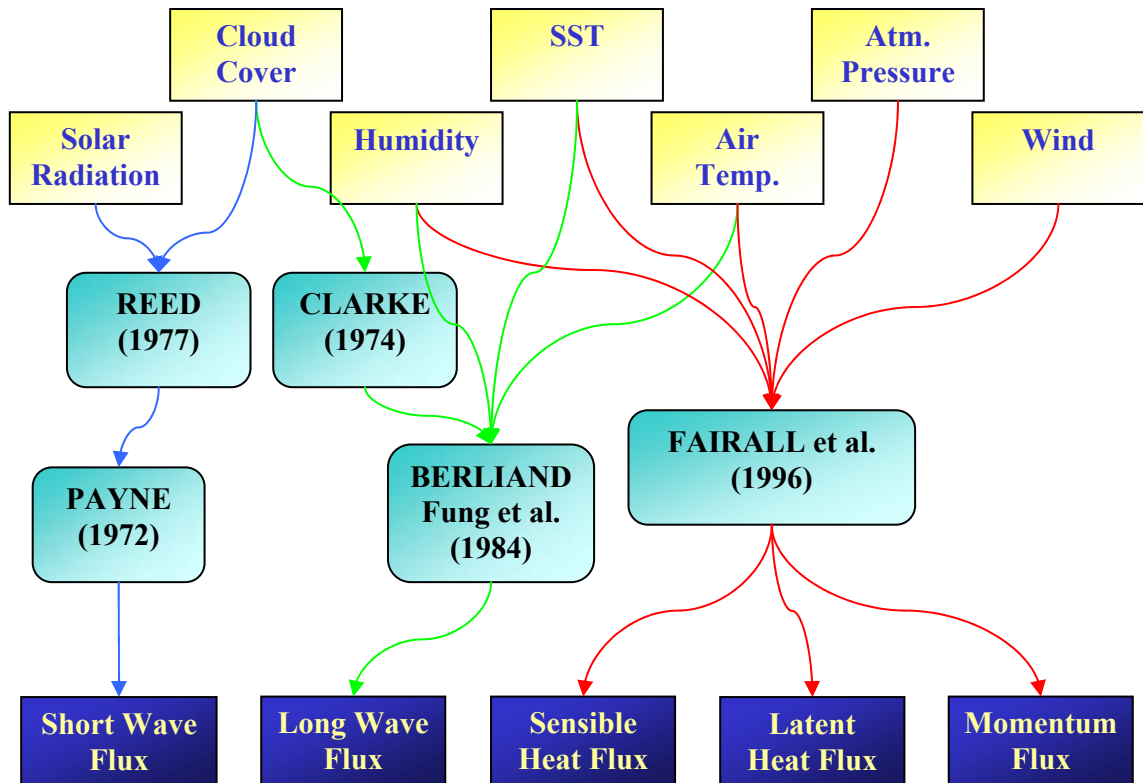 Cloud
Cover
SST
Atm.
Pressure
Solar
Radiation
Humidity
Air
Temp.
Wind
REED
(1977)
CLARKE
(1974)
FAIRALL et al.
(1996)
PAYNE
(1972)
BERLIAND
Fung et al.
(1984)
Short Wave
Flux
Long Wave
Flux
Sensible
Heat Flux
Latent
Heat Flux
Momentum
Flux